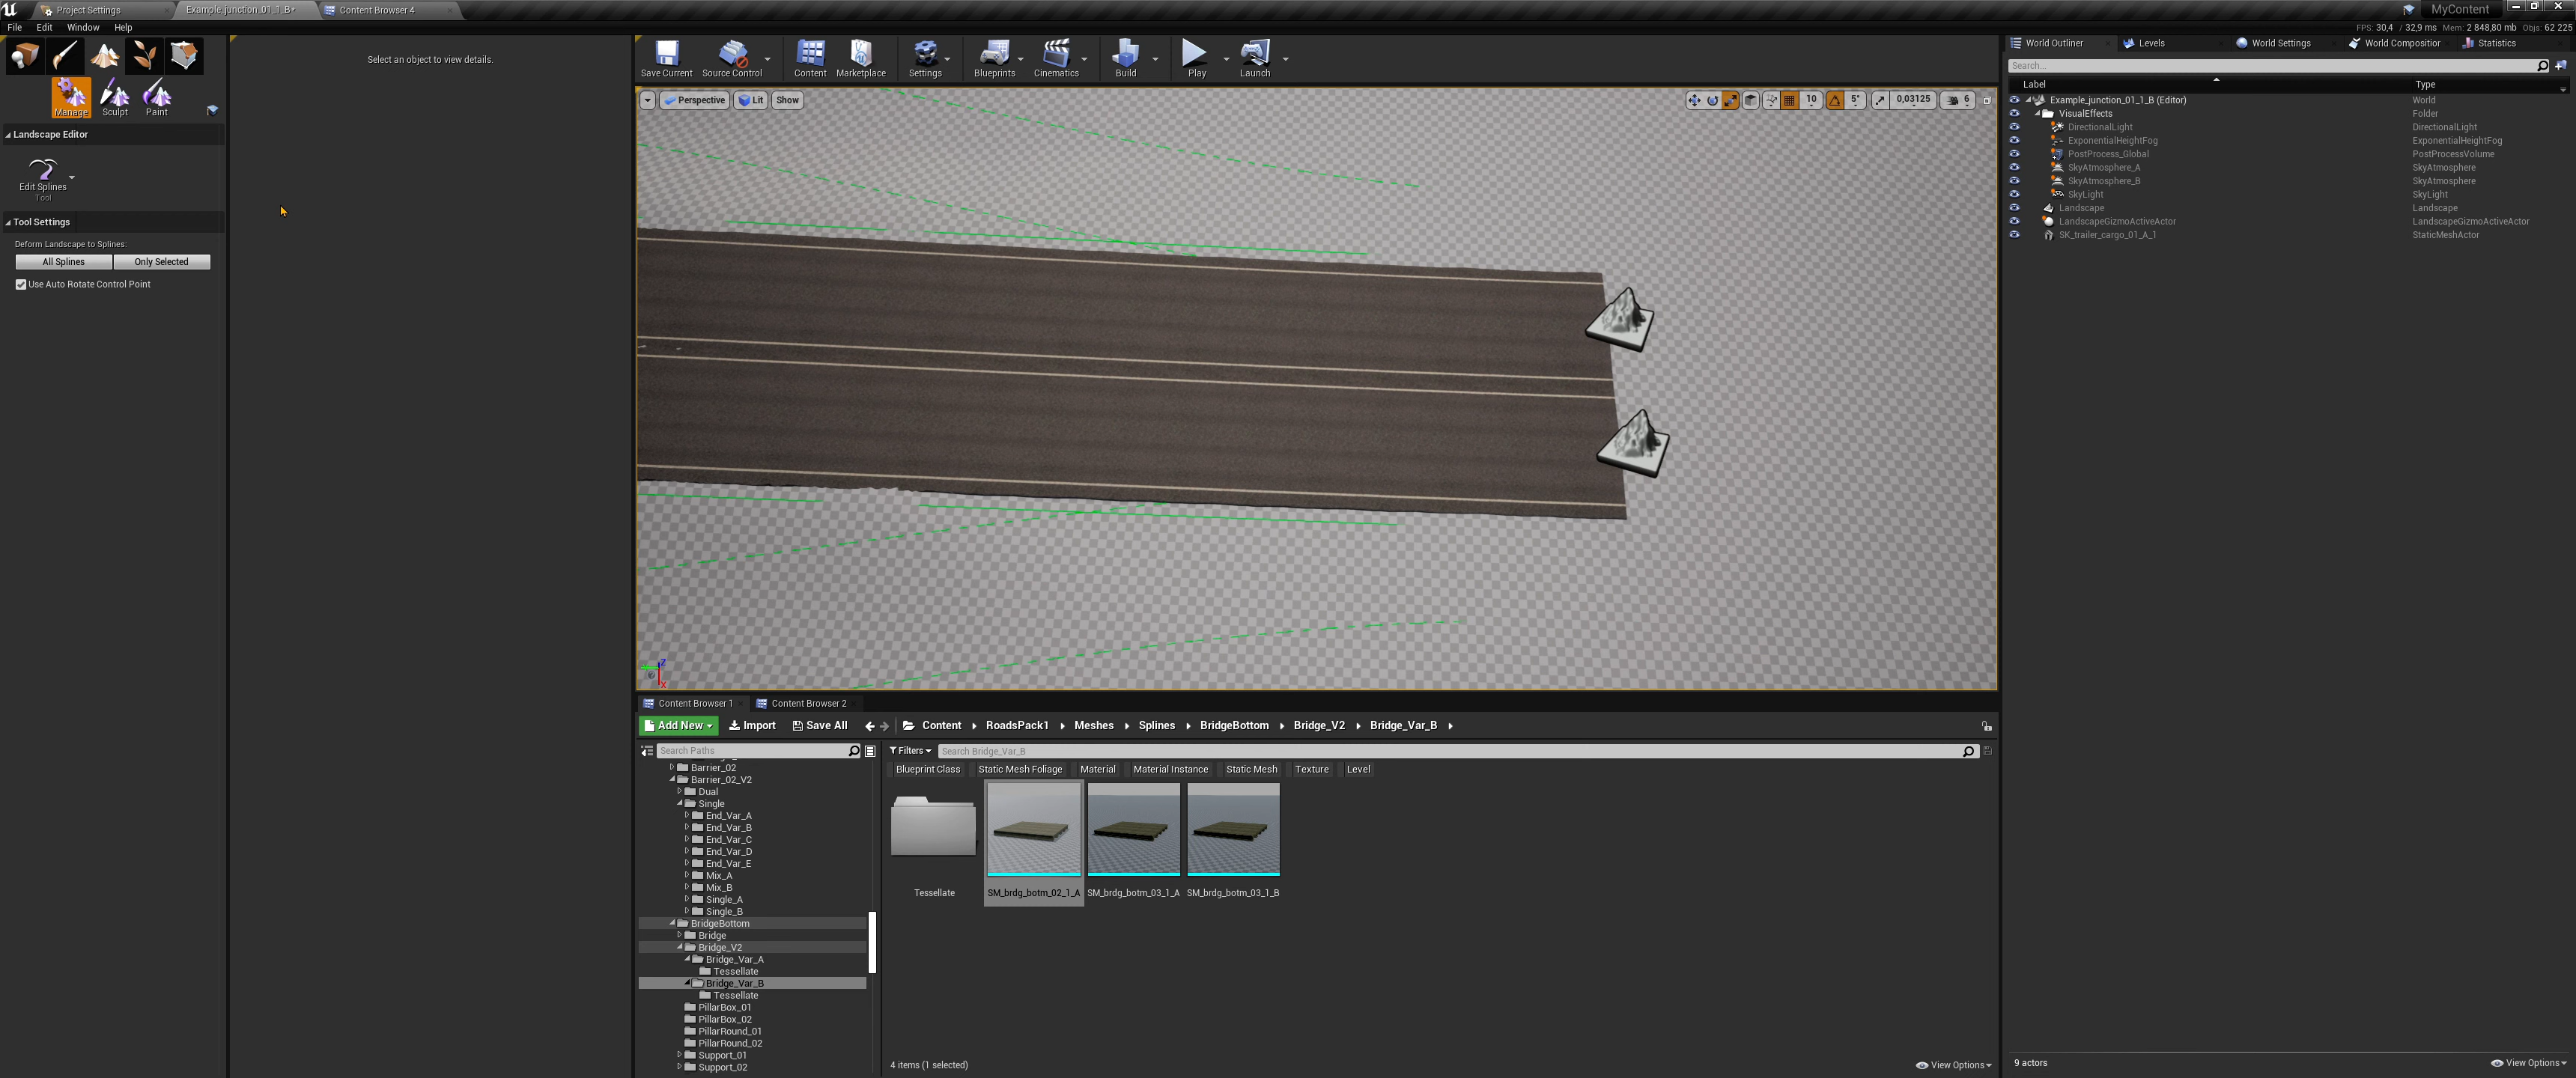 Project Settings
Example_junction_01_1_B*
Content Browser 4
MyContent
File Edit Window Help
FPS: 30,4 / 32,9 ms Mem: 2 848,80 mb Objs: 62 225
Manage Sculpt Paint
Landscape Editor
Edit Splines
Tool
Tool Settings
Deform Landscape to Splines:
All Splines Only Selected
Use Auto Rotate Control Point
Select an object to view details.
Save Current Source Control Content Marketplace Settings Blueprints Cinematics Build Play Launch
Perspective Lit Show
10 5° 0,03125 6
Z
X
World Outliner Levels World Settings World Compositior Statistics
Search...
Label Type
Example_junction_01_1_B (Editor) World
VisualEffects Folder
DirectionalLight DirectionalLight
ExponentialHeightFog ExponentialHeightFog
PostProcess_Global PostProcessVolume
SkyAtmosphere_A SkyAtmosphere
SkyAtmosphere_B SkyAtmosphere
SkyLight SkyLight
Landscape Landscape
LandscapeGizmoActiveActor LandscapeGizmoActiveActor
SK_trailer_cargo_01_A_1 StaticMeshActor
9 actors View Options
Content Browser 1 Content Browser 2
Add New Import Save All Content RoadsPack1 Meshes Splines BridgeBottom Bridge_V2 Bridge_Var_B
Search Paths
Barrier_02
Barrier_02_V2
Dual
Single
End_Var_A
End_Var_B
End_Var_C
End_Var_D
End_Var_E
Mix_A
Mix_B
Single_A
Single_B
BridgeBottom
Bridge
Bridge_V2
Bridge_Var_A
Tessellate
Bridge_Var_B
Tessellate
PillarBox_01
PillarBox_02
PillarRound_01
PillarRound_02
Support_01
Support_02
Filters Search Bridge_Var_B
Blueprint Class Static Mesh Foliage Material Material Instance Static Mesh Texture Level
Tessellate SM_brdg_botm_02_1_A SM_brdg_botm_03_1_A SM_brdg_botm_03_1_B
4 items (1 selected) View Options